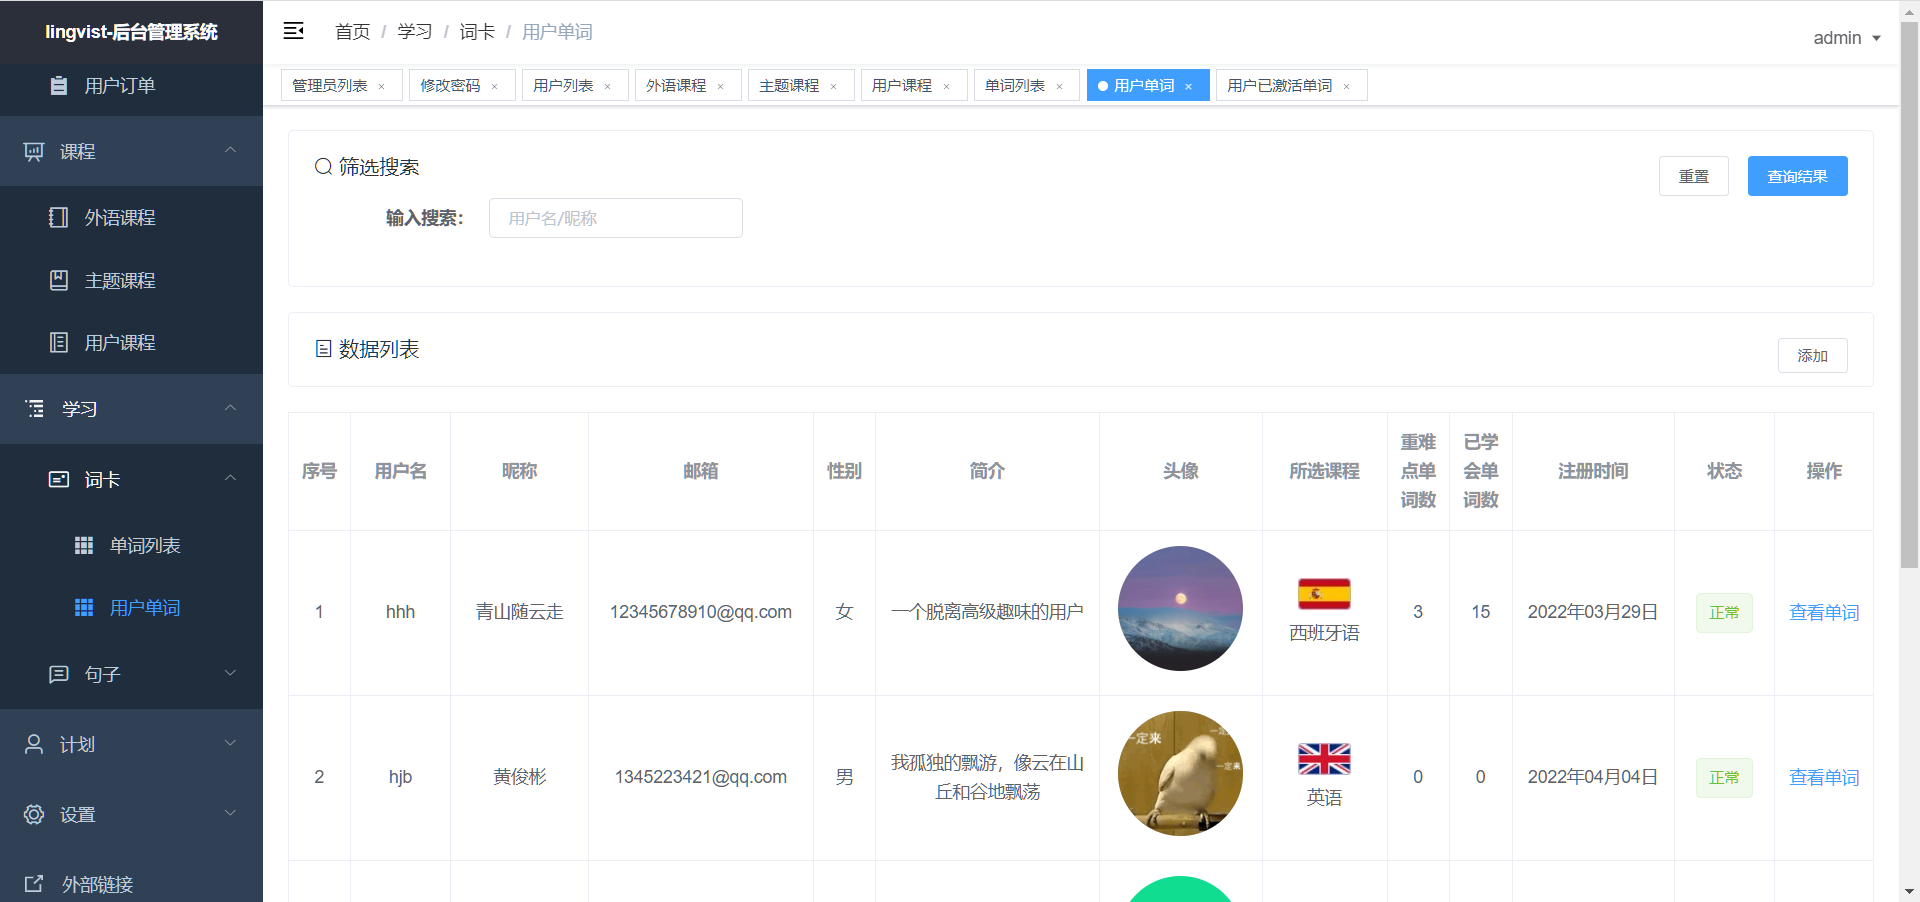 lingvist-后台管理系统
用户订单
课程
外语课程
主题课程
用户课程
学习
词卡
单词列表
用户单词
句子
计划
设置
外部链接
首页 / 学习 / 词卡 / 用户单词
admin
管理员列表 × 修改密码 × 用户列表 × 外语课程 × 主题课程 × 用户课程 × 单词列表 × 用户单词 × 用户已激活单词 ×
筛选搜索
重置 查询结果
输入搜索： 用户名/昵称
数据列表
添加
序号 用户名 昵称 邮箱 性别 简介 头像 所选课程 重难点单词数 已学会单词数 注册时间 状态 操作
1 hhh 青山随云走 12345678910@qq.com 女 一个脱离高级趣味的用户 西班牙语 3 15 2022年03月29日 正常 查看单词
2 hjb 黄俊彬 1345223421@qq.com 男 我孤独的飘游，像云在山丘和谷地飘荡 英语 0 0 2022年04月04日 正常 查看单词
一定来
一定来